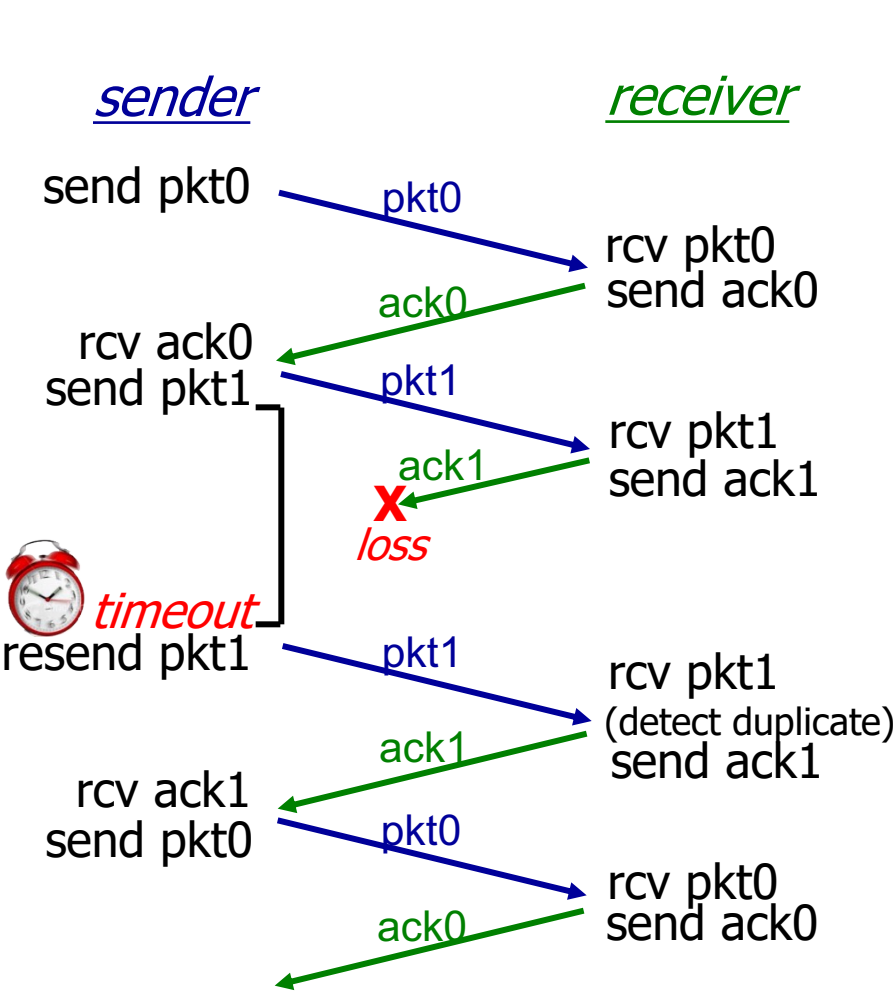 sender
receiver
send pkt0
pkt0
rcv pkt0
send ack0
ack0
rcv ack0
send pkt1
pkt1
rcv pkt1
send ack1
ack1
X
loss
timeout
resend pkt1
pkt1
rcv pkt1
(detect duplicate)
send ack1
ack1
rcv ack1
send pkt0
pkt0
rcv pkt0
send ack0
ack0